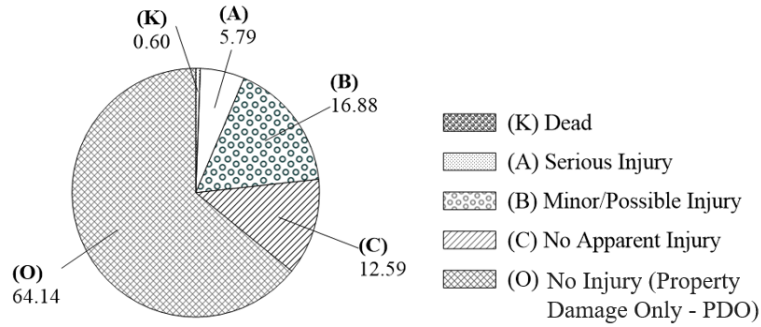 (K)
0.60
(A)
5.79
(B)
16.88
(C)
12.59
(O)
64.14
(K) Dead
(A) Serious Injury
(B) Minor/Possible Injury
(C) No Apparent Injury
(O) No Injury (Property
Damage Only - PDO)